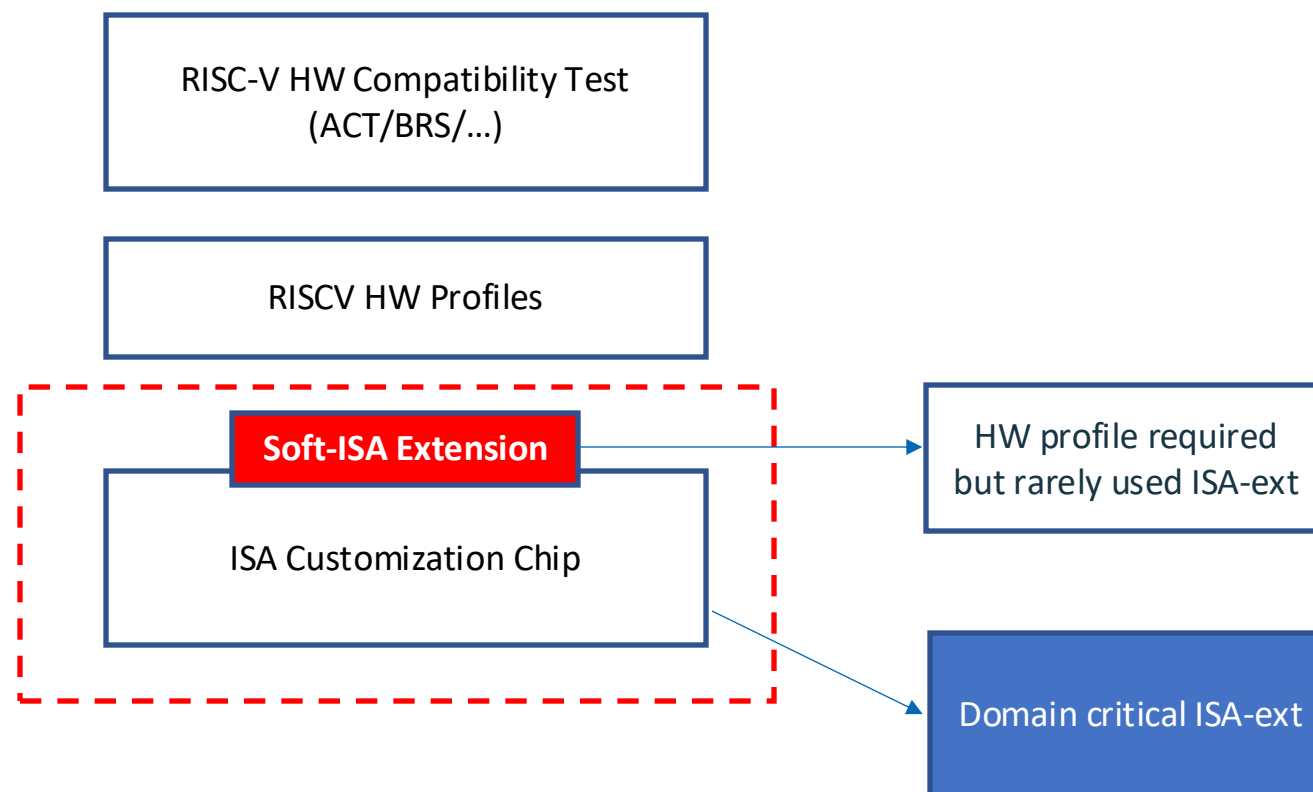 RISC-V HW Compatibility Test
(ACT/BRS/...)
RISCV HW Profiles
Soft-ISA Extension
HW profile required
but rarely used ISA-ext
ISA Customization Chip
Domain critical ISA-ext